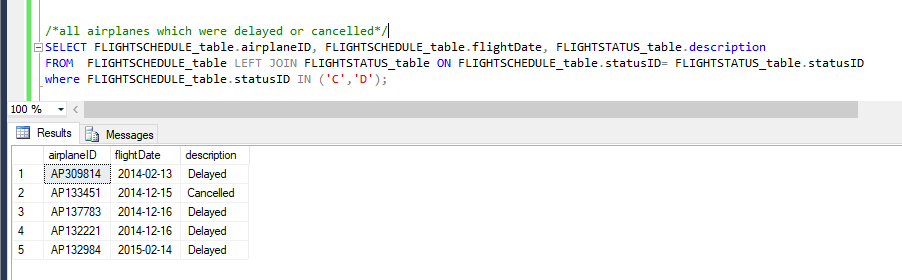 /*all airplanes which were delayed or cancelled*/
SELECT FLIGHTSCHEDULE_table.airplaneID, FLIGHTSCHEDULE_table.flightDate, FLIGHTSTATUS_table.description
FROM  FLIGHTSCHEDULE_table LEFT JOIN FLIGHTSTATUS_table ON FLIGHTSCHEDULE_table.statusID= FLIGHTSTATUS_table.statusID
where FLIGHTSCHEDULE_table.statusID IN ('C','D');
100 %
Results Messages
airplaneID flightDate description
1 AP309814 2014-02-13 Delayed
2 AP133451 2014-12-15 Cancelled
3 AP137783 2014-12-16 Delayed
4 AP132221 2014-12-16 Delayed
5 AP132984 2015-02-14 Delayed